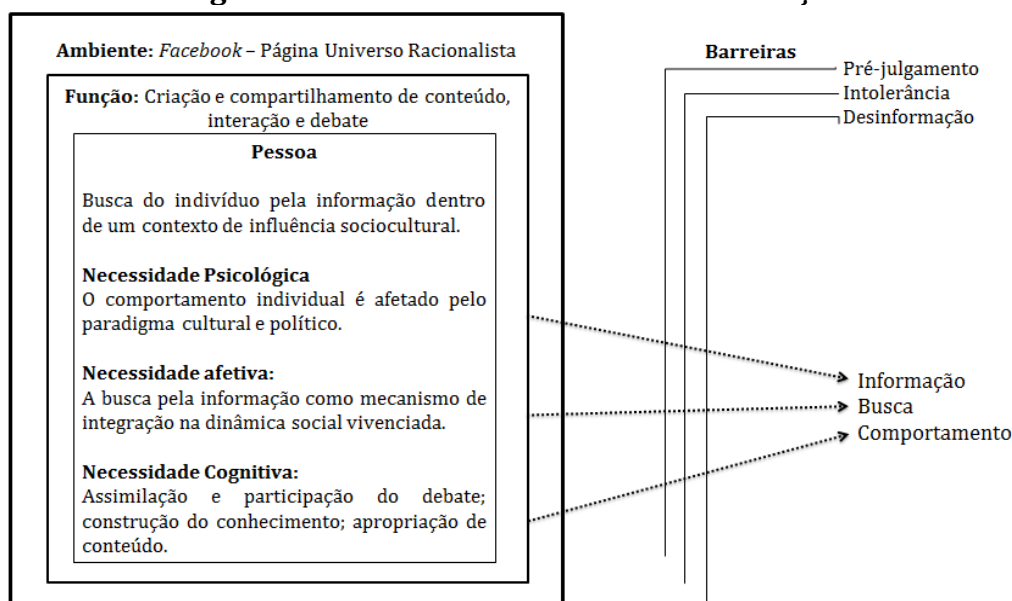 Ambiente: Facebook – Página Universo Racionalista
Função: Criação e compartilhamento de conteúdo,
interação e debate
Pessoa
Busca do indivíduo pela informação dentro
de um contexto de influência sociocultural.
Necessidade Psicológica
O comportamento individual é afetado pelo
paradigma cultural e político.
Necessidade afetiva:
A busca pela informação como mecanismo de
integração na dinâmica social vivenciada.
Necessidade Cognitiva:
Assimilação e participação do debate;
construção do conhecimento; apropriação de
conteúdo.
Barreiras
Pré-julgamento
Intolerância
Desinformação
Informação
Busca
Comportamento